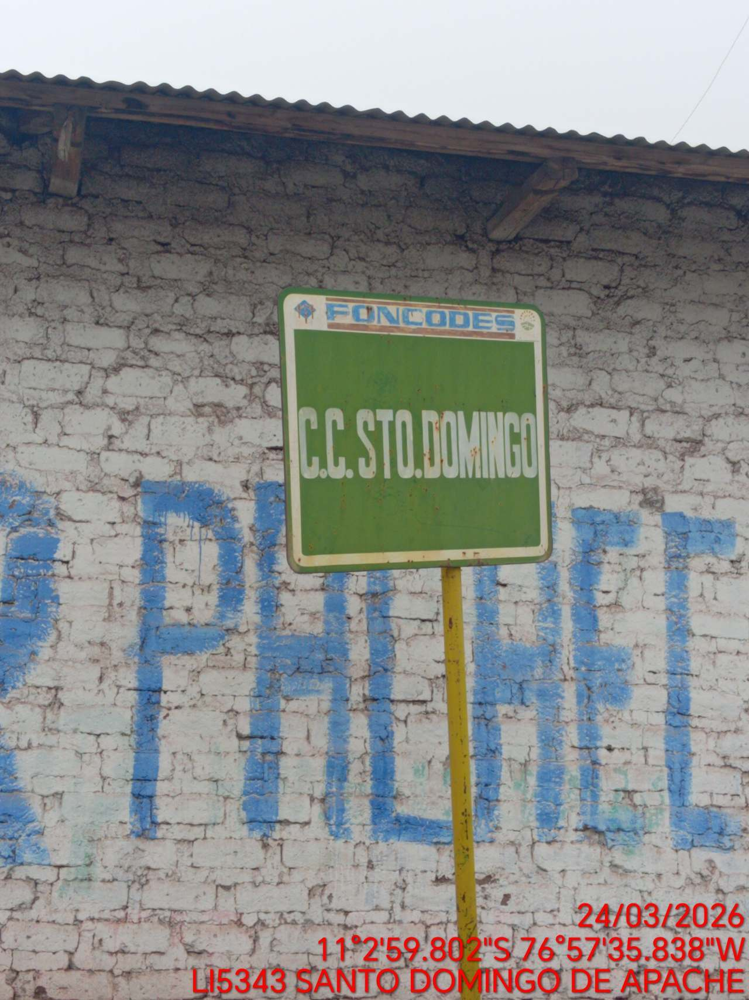 FONCODES
C.C. STO.DOMINGO
24/03/2026
11°2'59.802"S 76°57'35.838"W
LI5343 SANTO DOMINGO DE APACHE